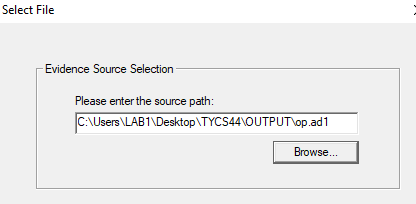 Select File
Evidence Source Selection
Please enter the source path:
C:\Users\LAB1\Desktop\TYCS44\OUTPUT\op.ad1
Browse...